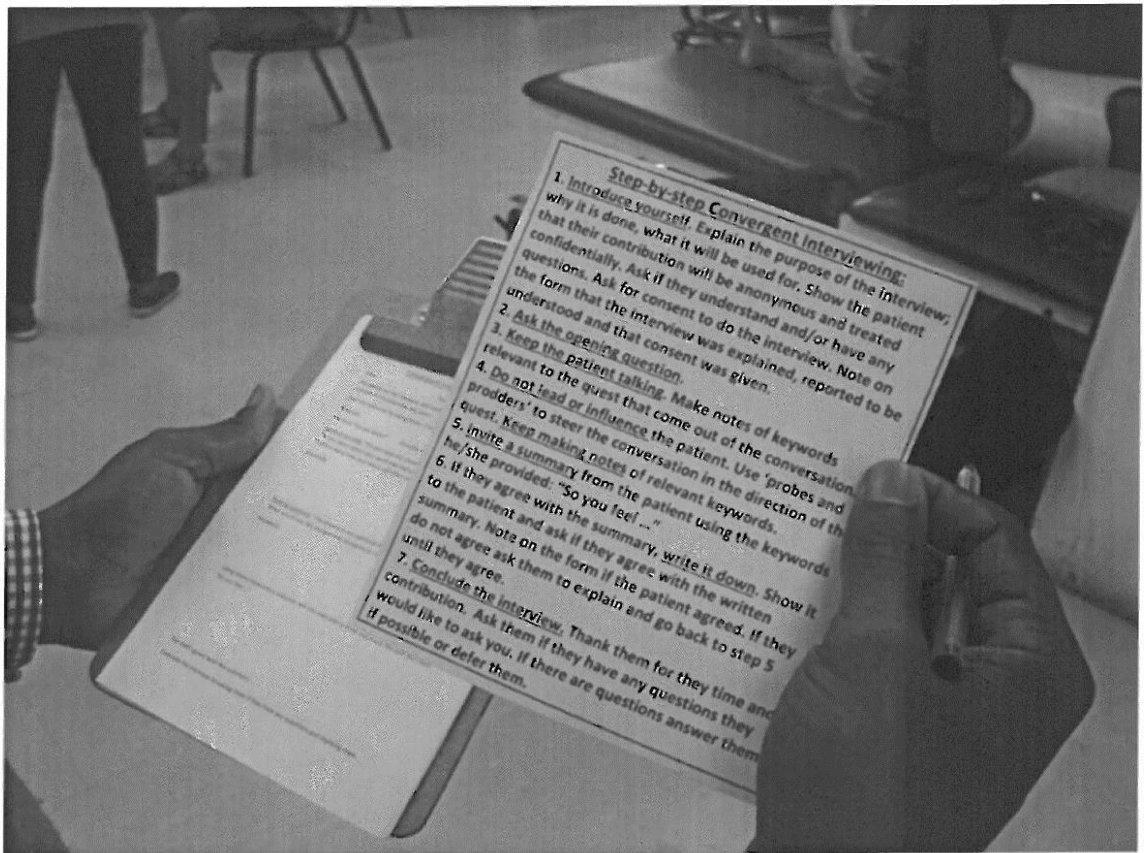 Step-by-step Convergent Interviewing:
1. Introduce yourself. Explain the purpose of the interview;
why it is done, what it will be used for. Show the patient
that their contribution will be anonymous and treated
confidentially. Ask if they understand and/or have any
questions. Ask for consent to do the interview. Note on
the form that the interview was explained, reported to be
understood and that consent was given.
2. Ask the opening question.
3. Keep the patient talking. Make notes of keywords
relevant to the quest that come out of the conversation.
4. Do not lead or influence the patient. Use 'probes and
prodders' to steer the conversation in the direction of the
quest. Keep making notes of relevant keywords.
5. Invite a summary from the patient using the keywords
he/she provided: "So you feel ..."
6. If they agree with the summary, write it down. Show it
to the patient and ask if they agree with the written
summary. Note on the form if the patient agreed. If they
do not agree ask them to explain and go back to step 5
until they agree.
7. Conclude the interview. Thank them for they time and
contribution. Ask them if they have any questions they
would like to ask you. If there are questions answer them
if possible or defer them.